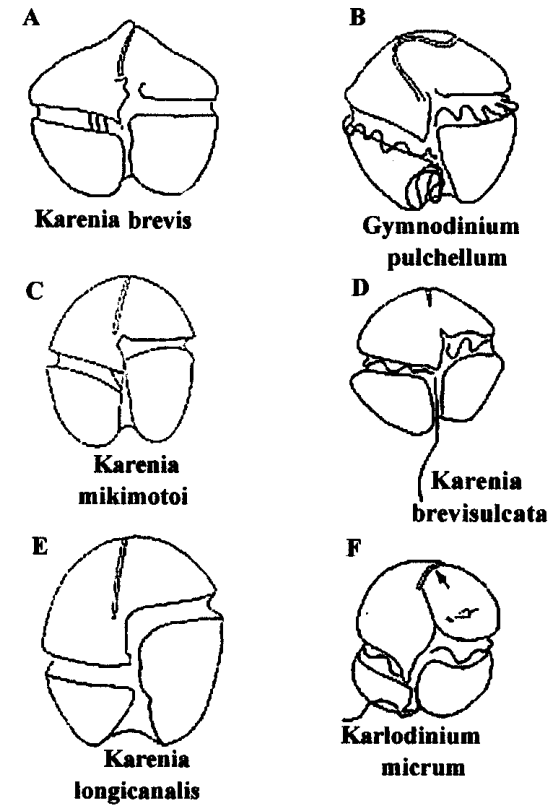 A
Karenia brevis
B
Gymnodinium
pulchellum
C
Karenia
mikimotoi
D
Karenia
brevisulcata
E
Karenia
longicanalis
F
Karlodinium
micrum